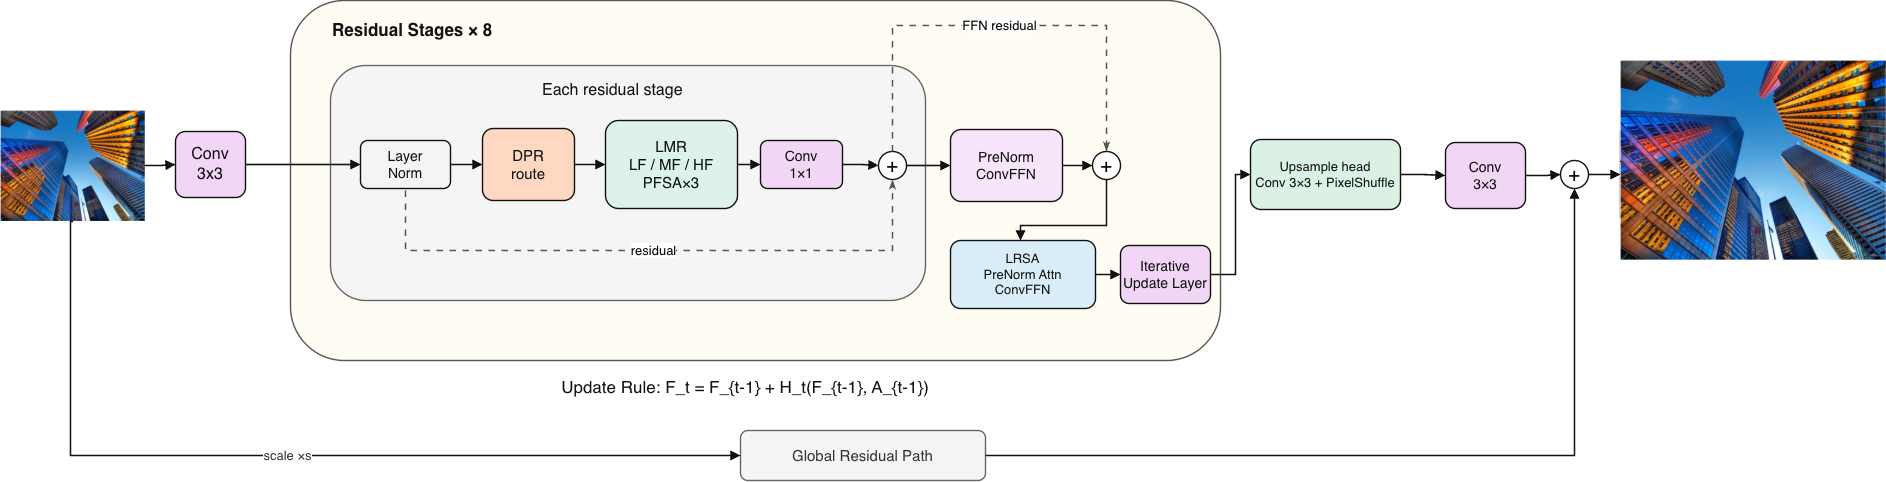 Residual Stages × 8
FFN residual
Each residual stage
Conv
3x3
Layer
Norm
DPR
route
LMR
LF / MF / HF
PFSA×3
Conv
1×1
+
PreNorm
ConvFFN
+
residual
LRSA
PreNorm Attn
ConvFFN
Iterative
Update Layer
Upsample head
Conv 3×3 + PixelShuffle
Conv
3×3
+
Update Rule: F_t = F_{t-1} + H_t(F_{t-1}, A_{t-1})
scale ×s
Global Residual Path